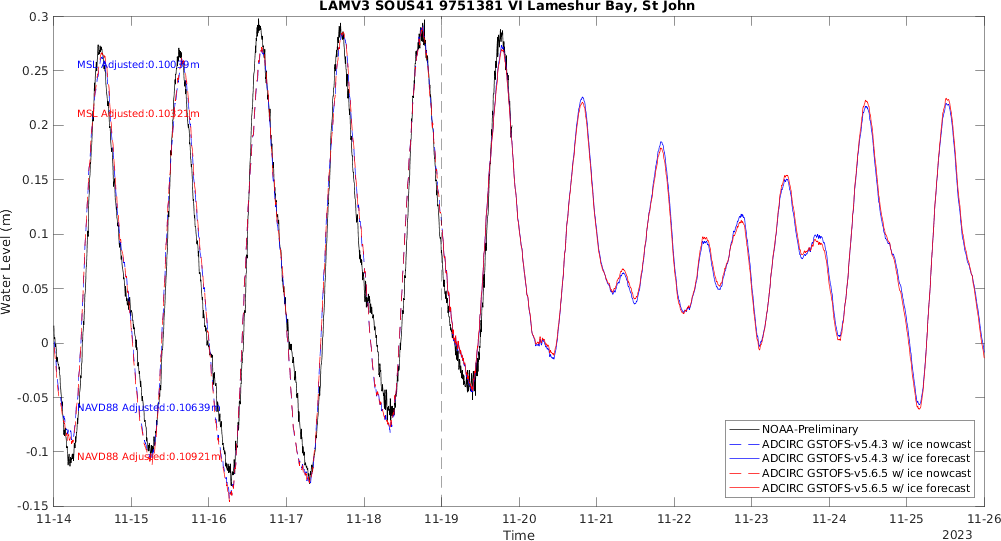 LAMV3 SOUS41 9751381 VI Lameshur Bay, St John
0.3
0.25
0.2
0.15
0.1
0.05
0
-0.05
-0.1
-0.15
Water Level (m)
MSL Adjusted:0.10039m
MSL Adjusted:0.10321m
NAVD88 Adjusted:0.10639m
NAVD88 Adjusted:0.10921m
NOAA-Preliminary
ADCIRC GSTOFS-v5.4.3 w/ ice nowcast
ADCIRC GSTOFS-v5.4.3 w/ ice forecast
ADCIRC GSTOFS-v5.6.5 w/ ice nowcast
ADCIRC GSTOFS-v5.6.5 w/ ice forecast
11-14 11-15 11-16 11-17 11-18 11-19 11-20 11-21 11-22 11-23 11-24 11-25 11-26
Time
2023